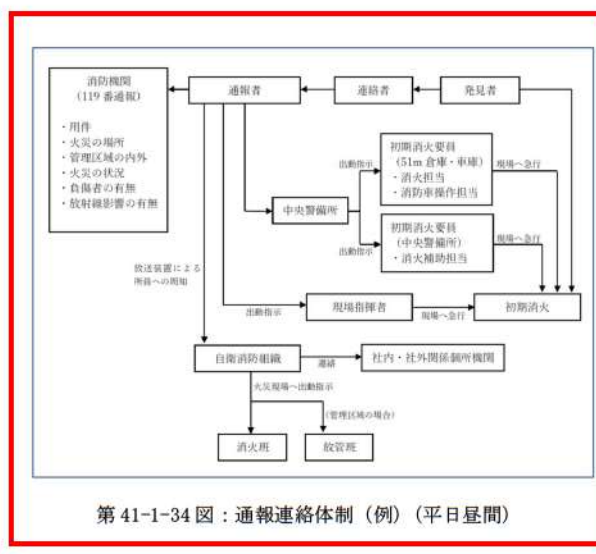 消防機関
(119番通報)
・用件
・火災の場所
・管理区域の内外
・火災の状況
・負傷者の有無
・放射線影響の有無
通報者
連絡者
発見者
出動指示
初期消火要員
(51m倉庫・車庫)
・消火担当
・消防車操作担当
現場へ急行
中央警備所
出動指示
初期消火要員
(中央警備所)
・消火補助担当
現場へ急行
放送装置による
所員への周知
出動指示
現場指揮者
現場へ急行
初期消火
自衛消防組織
連絡
社内・社外関係個所機関
火災現場へ出動指示
(管理区域の場合)
消火班
放管班
第 41-1-34 図：通報連絡体制（例）（平日昼間）